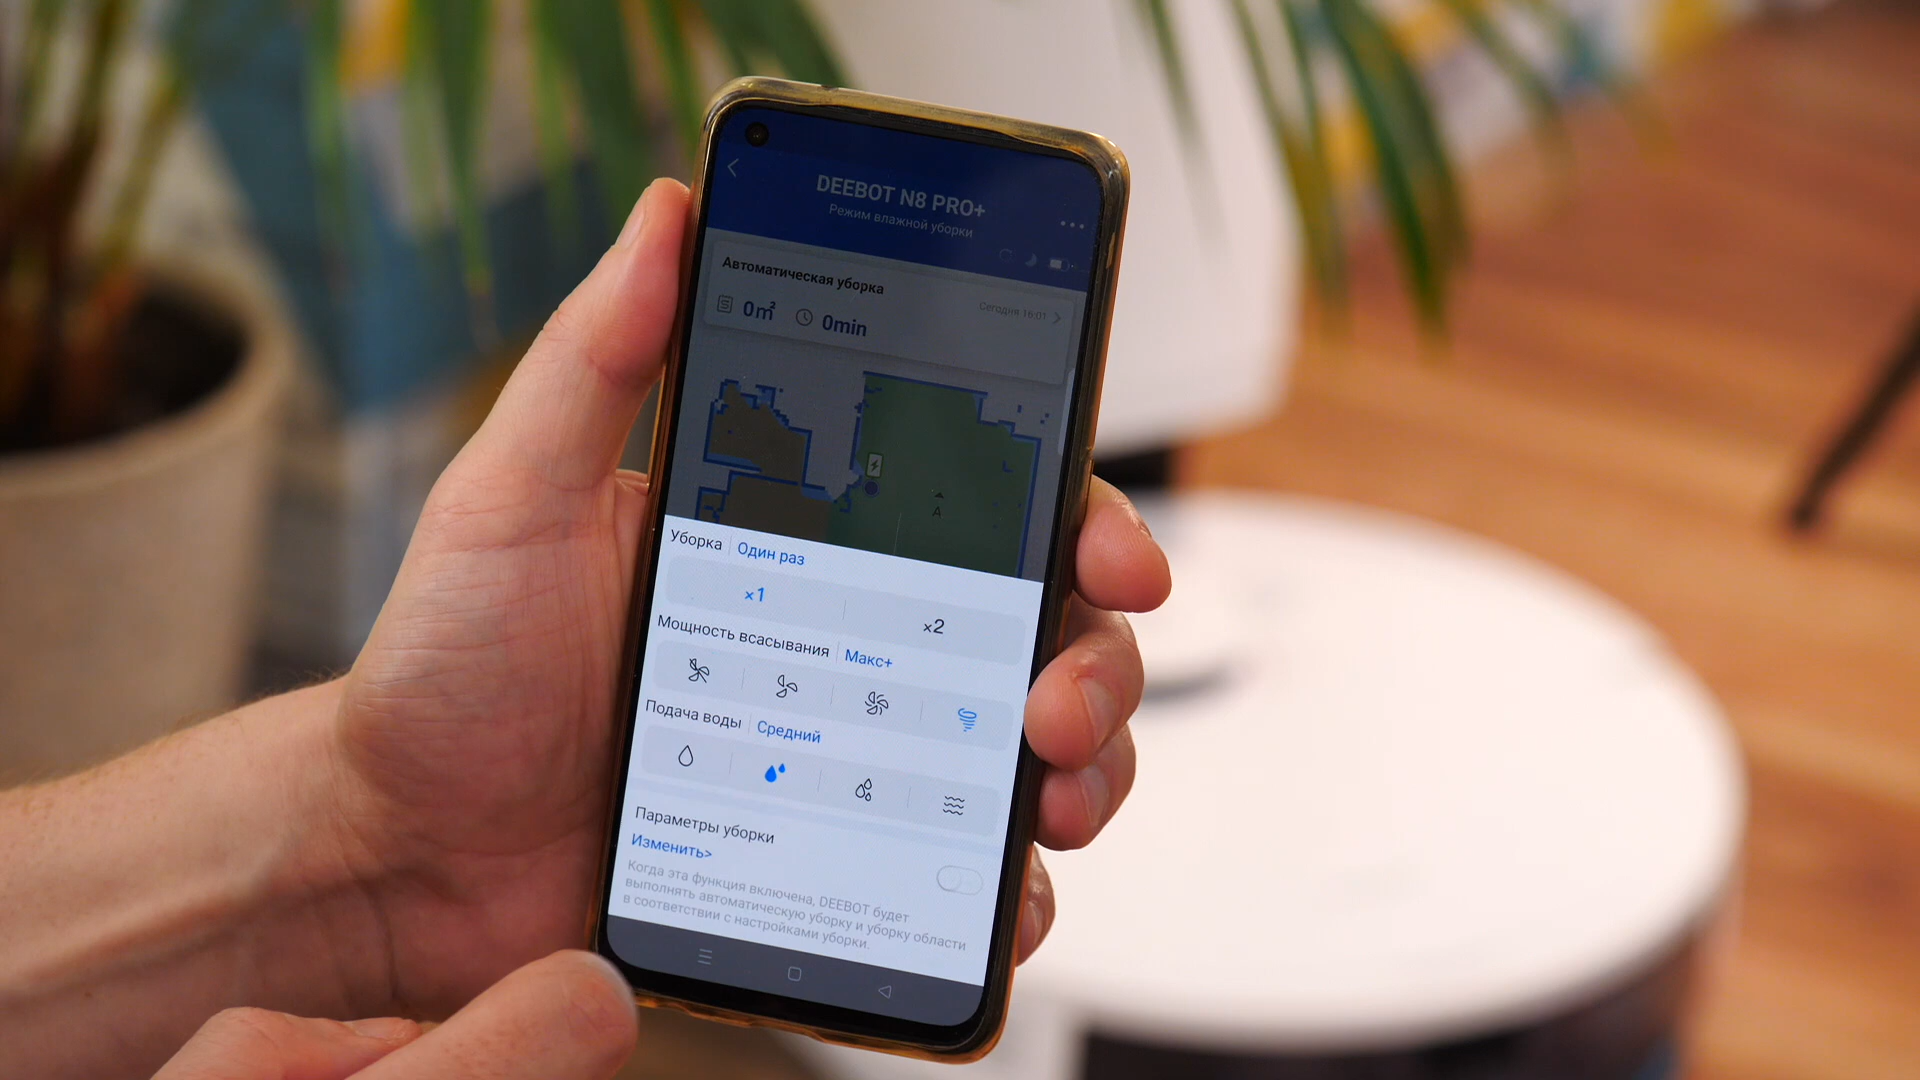 DEEBOT N8 PRO+
Режим влажной уборки
Автоматическая уборка
Сегодня 16:01
0㎡ 0min
A
Уборка Один раз
×1 ×2
Мощность всасывания Макс+
Подача воды Средний
Параметры уборки
Изменить>
Когда эта функция включена, DEEBOT будет
выполнять автоматическую уборку и уборку области
в соответствии с настройками уборки.